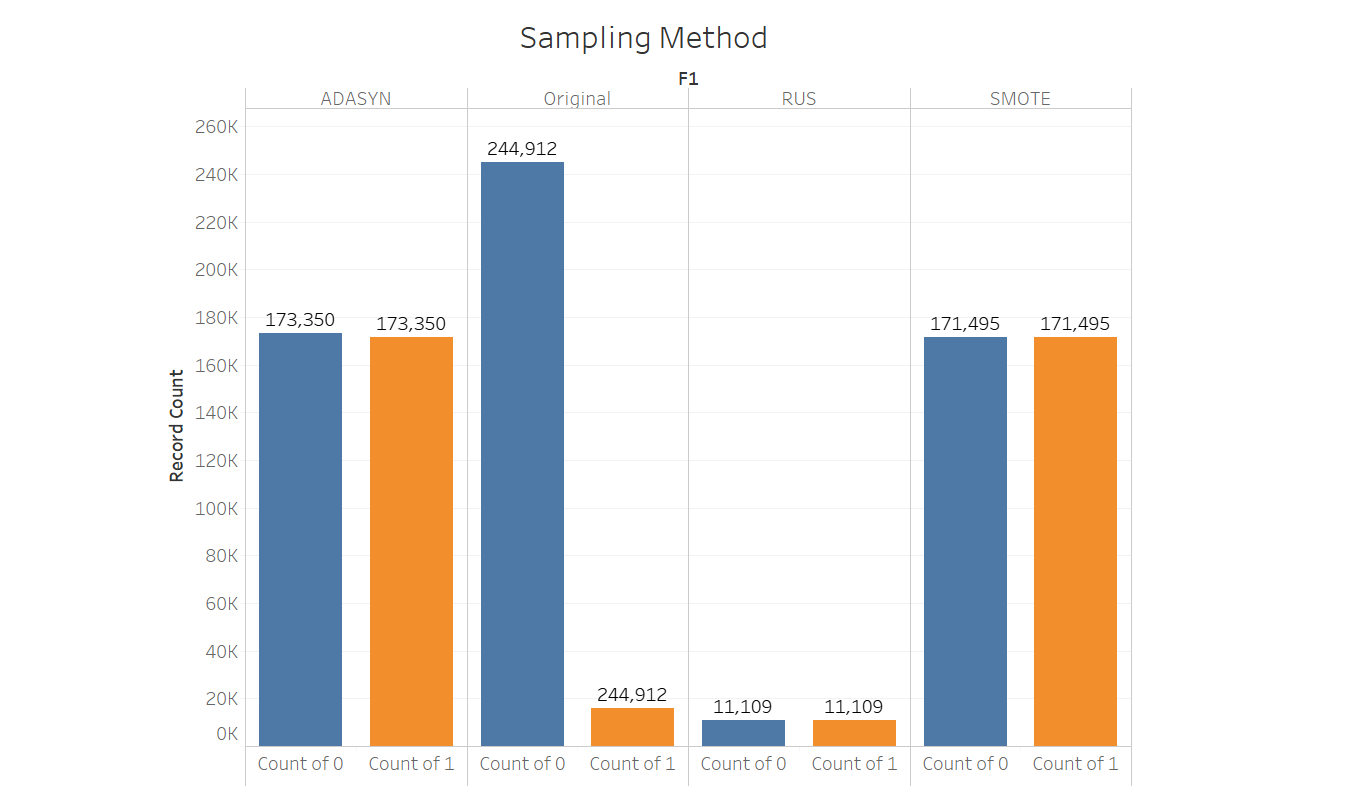 Sampling Method
F1
ADASYN Original RUS SMOTE
260K
240K
220K
200K
180K
160K
140K
120K
100K
80K
60K
40K
20K
0K
Record Count
173,350 173,350 244,912 244,912 11,109 11,109 171,495 171,495
Count of 0 Count of 1 Count of 0 Count of 1 Count of 0 Count of 1 Count of 0 Count of 1